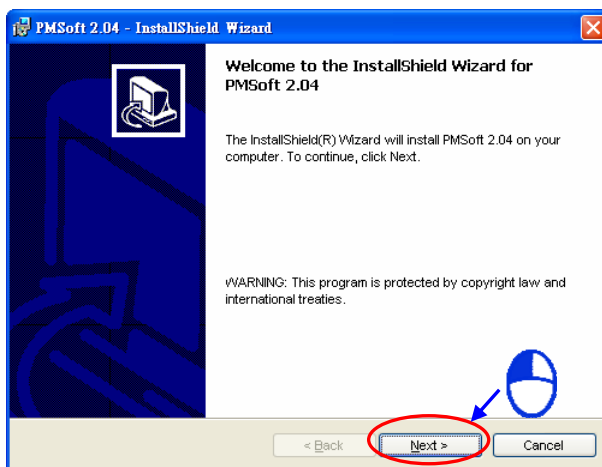 PMSoft 2.04 - InstallShield Wizard
Welcome to the InstallShield Wizard for
PMSoft 2.04
The InstallShield(R) Wizard will install PMSoft 2.04 on your
computer. To continue, click Next.
WARNING: This program is protected by copyright law and
international treaties.
< Back Next > Cancel